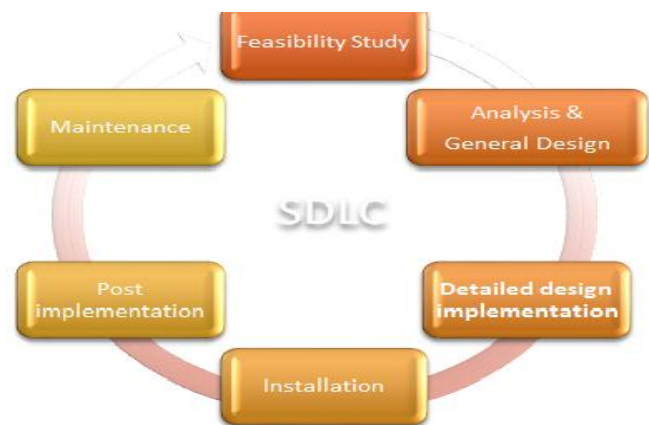 Feasibility Study
Analysis &
General Design
Detailed design
implementation
Installation
Post
implementation
Maintenance
SDLC